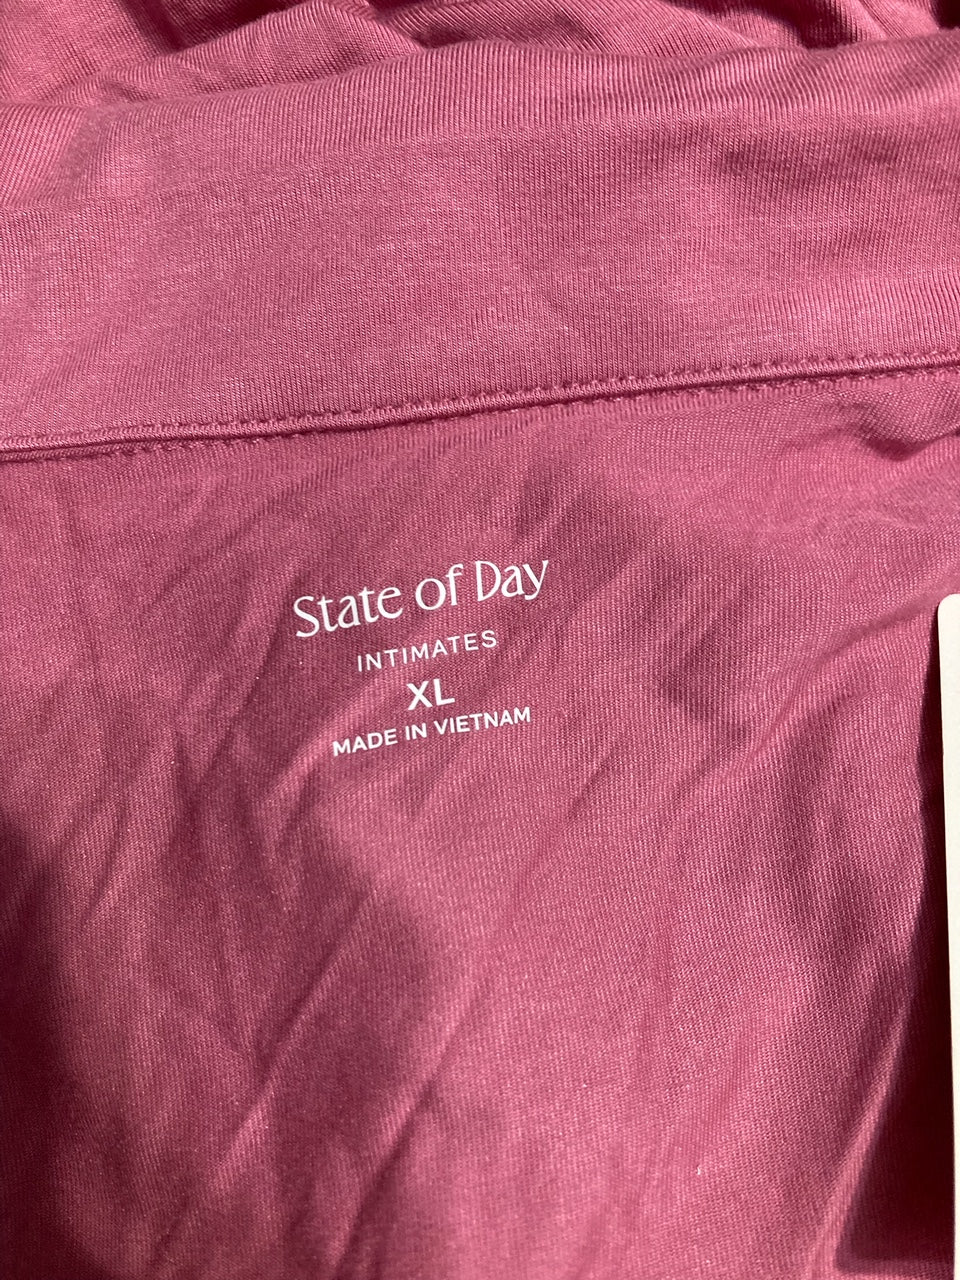 State of Day
INTIMATES
XL
MADE IN VIETNAM